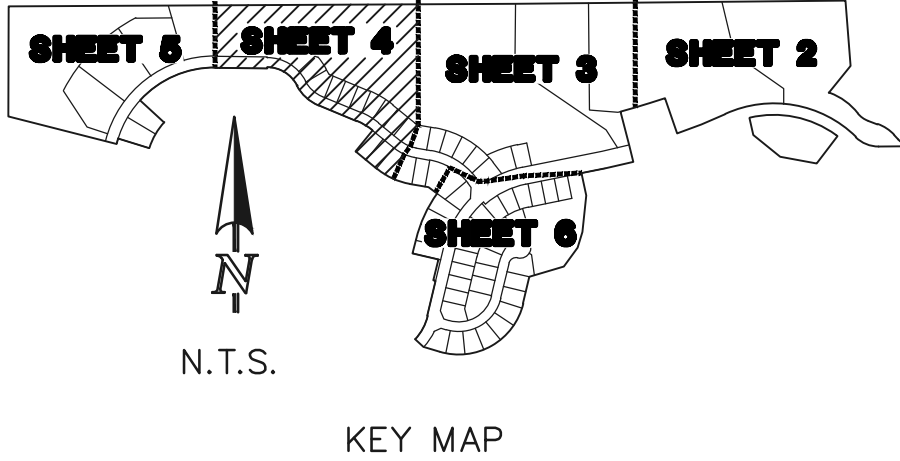 SHEET 5
SHEET 4
SHEET 3
SHEET 2
SHEET 6
N
N.T.S.
KEY MAP